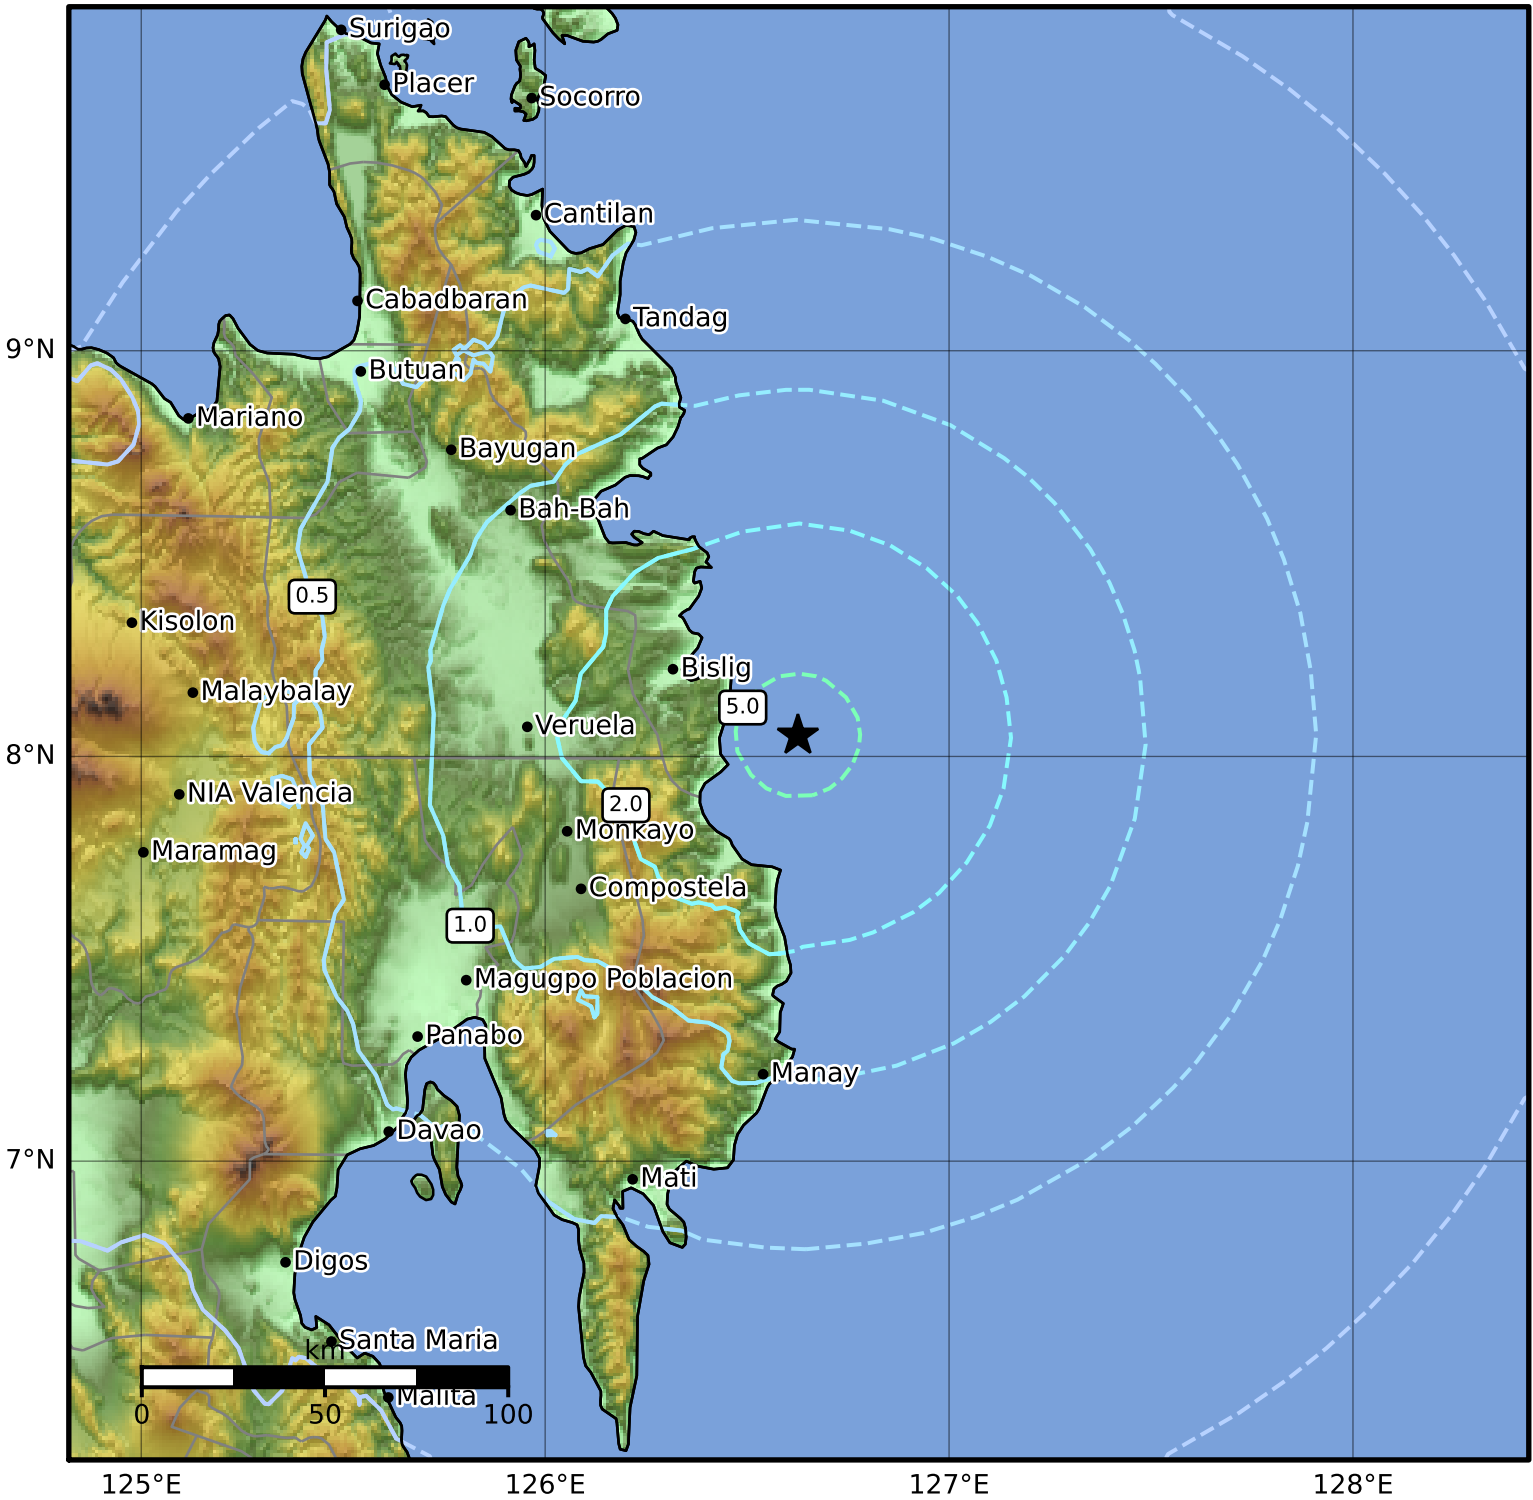 Surigao
Placer
Socorro
Cantilan
Cabadbaran
Tandag
9°N
Butuan
Mariano
Bayugan
Bah-Bah
0.5
Kisolon
Bislig
Malaybalay
5.0
Veruela
8°N
NIA Valencia
2.0
Monkayo
Maramag
Compostela
1.0
Magugpo Poblacion
Panabo
Manay
Davao
7°N
Mati
Digos
Santa Maria
km
Malita
0 50 100
125°E 126°E 127°E 128°E